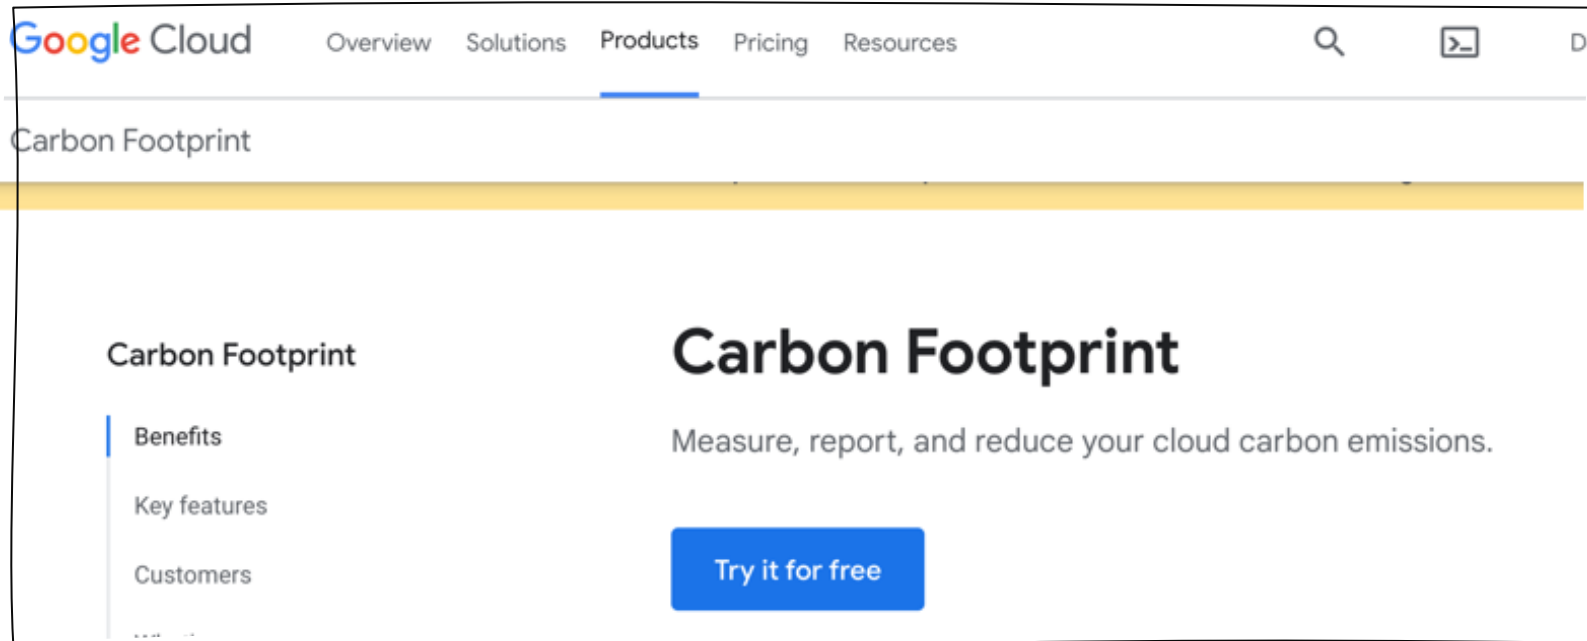 Google Cloud Overview Solutions Products Pricing Resources
Carbon Footprint
Carbon Footprint
Carbon Footprint
Benefits
Measure, report, and reduce your cloud carbon emissions.
Key features
Try it for free
Customers